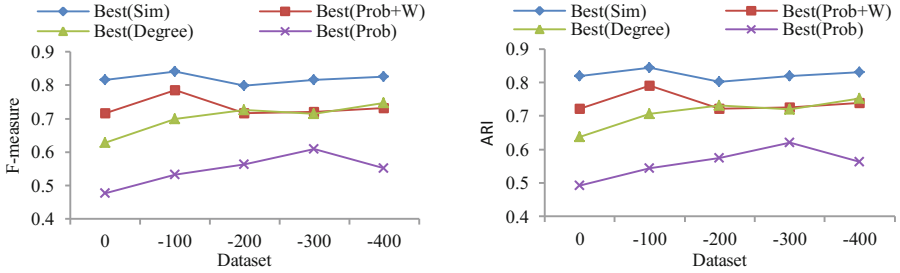 Best(Sim) Best(Prob+W)
Best(Degree) Best(Prob)
0.9
0.8
0.7
0.6
0.5
0.4
F-measure
0 -100 -200 -300 -400
Dataset
Best(Sim) Best(Prob+W)
Best(Degree) Best(Prob)
0.9
0.8
0.7
0.6
0.5
0.4
ARI
0 -100 -200 -300 -400
Dataset